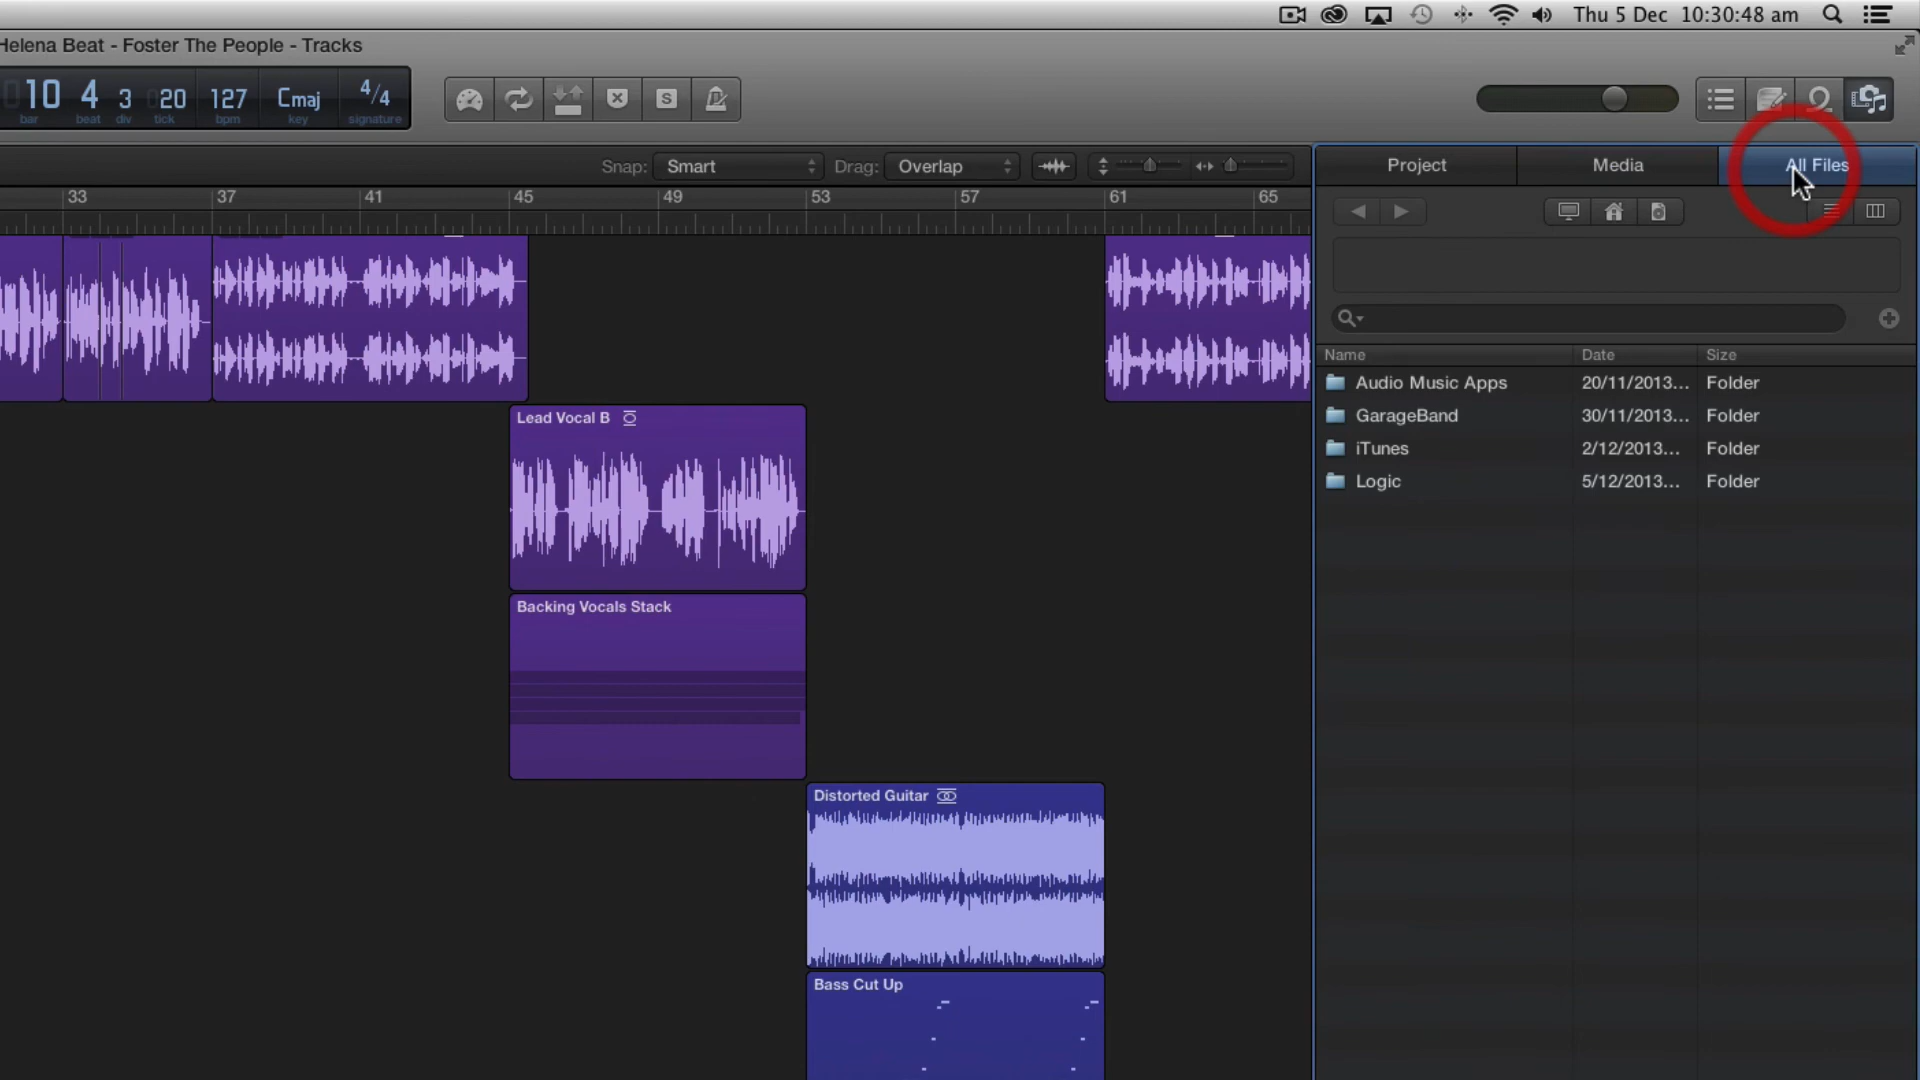 Thu 5 Dec 10:30:48 am
Helena Beat - Foster The People - Tracks
010 4 3 020 127 Cmaj 4/4
bar beat div tick bpm key signature
S
Snap: Smart Drag: Overlap
Project Media All Files
33 37 41 45 49 53 57 61 65
Name Date Size
Audio Music Apps 20/11/2013... Folder
GarageBand 30/11/2013... Folder
iTunes 2/12/2013... Folder
Logic 5/12/2013... Folder
Lead Vocal B
Backing Vocals Stack
Distorted Guitar
Bass Cut Up